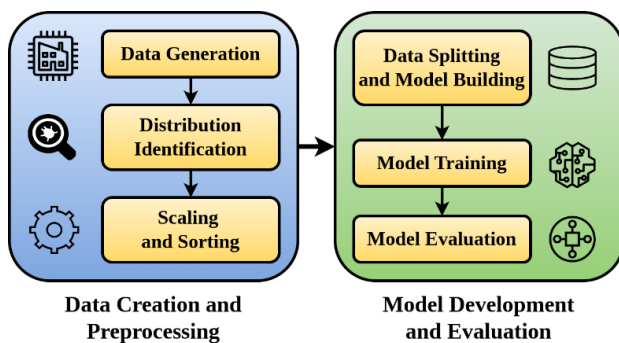 Data Generation
Distribution
Identification
Scaling
and Sorting
Data Creation and
Preprocessing
Data Splitting
and Model Building
Model Training
Model Evaluation
Model Development
and Evaluation